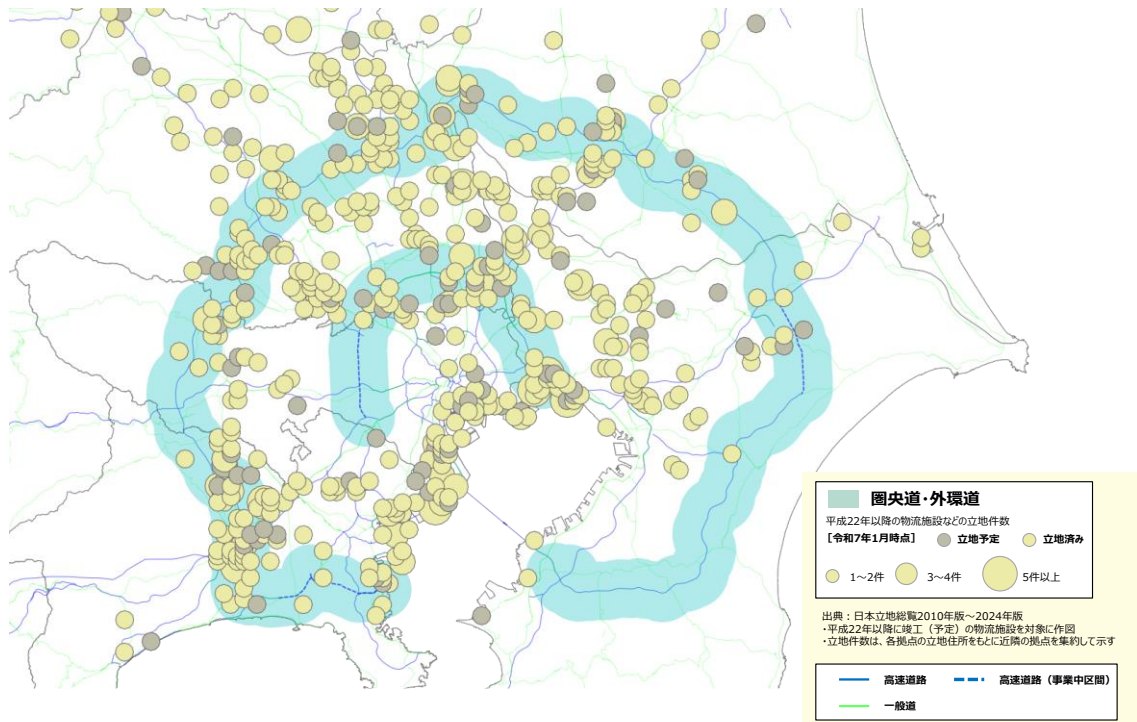 圏央道・外環道
平成22年以降の物流施設などの立地件数
[令和7年1月時点] 立地予定 立地済み
1～2件 3～4件 5件以上
出典：日本立地総覧2010年版～2024年版
・平成22年以降に竣工（予定）の物流施設を対象に作図
・立地件数は、各拠点の立地住所をもとに近隣の拠点を集約して示す
高速道路 高速道路（事業中区間）
一般道